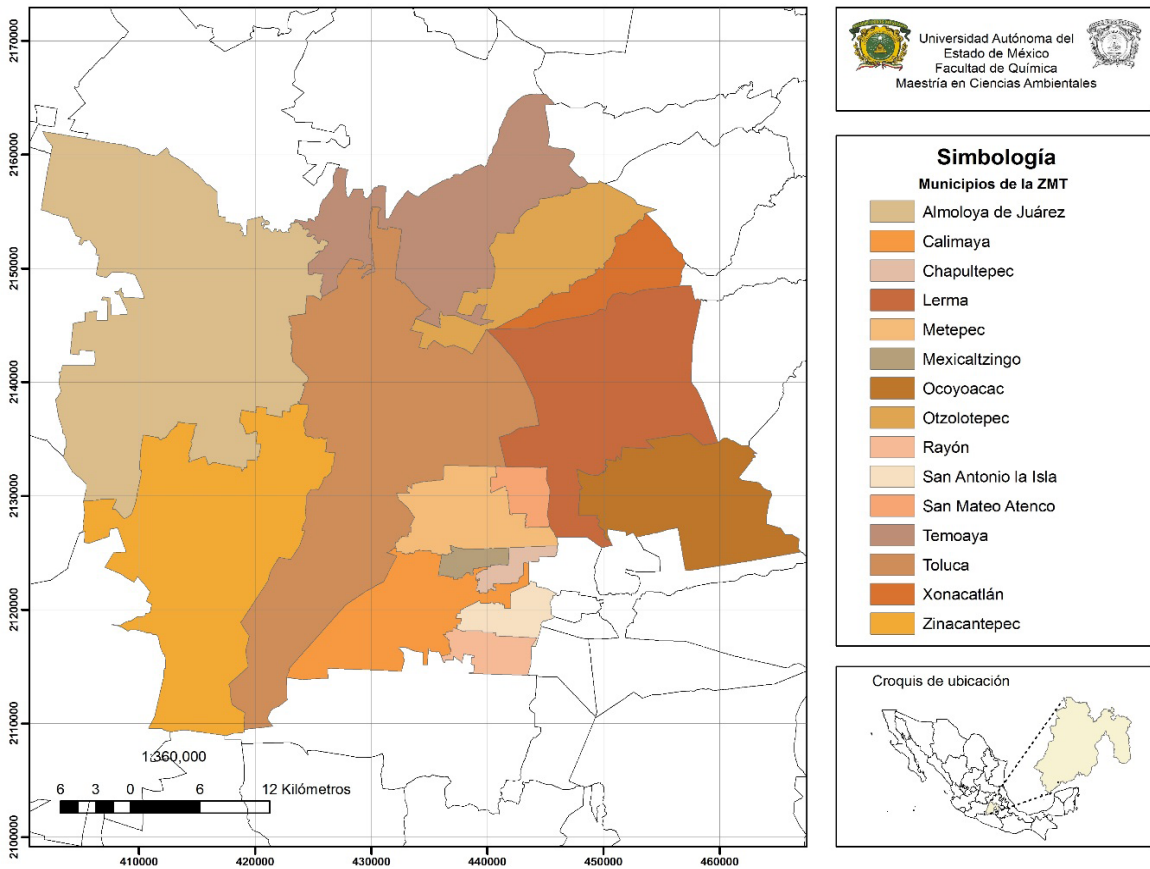 2170000
2160000
2150000
2140000
2130000
2120000
2110000
2100000
1:360,000
6 3 0 6 12 Kilómetros
410000 420000 430000 440000 450000 460000
Universidad Autónoma del
Estado de México
Facultad de Química
Maestría en Ciencias Ambientales
Simbología
Municipios de la ZMT
Almoloya de Juárez
Calimaya
Chapultepec
Lerma
Metepec
Mexicaltzingo
Ocoyoacac
Otzolotepec
Rayón
San Antonio la Isla
San Mateo Atenco
Temoaya
Toluca
Xonacatlán
Zinacantepec
Croquis de ubicación